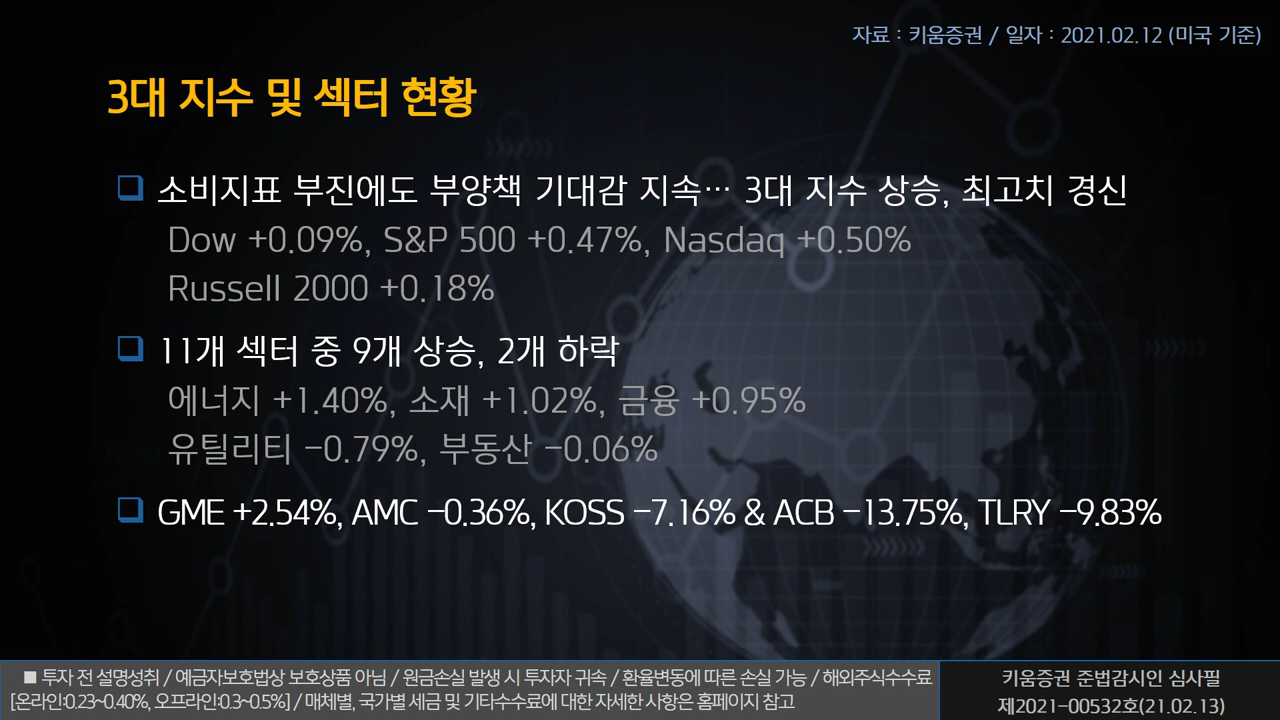 자료 : 키움증권 / 일자 : 2021.02.12 (미국 기준)
3대 지수 및 섹터 현황
❑ 소비지표 부진에도 부양책 기대감 지속… 3대 지수 상승, 최고치 경신
Dow +0.09%, S&P 500 +0.47%, Nasdaq +0.50%
Russell 2000 +0.18%
❑ 11개 섹터 중 9개 상승, 2개 하락
에너지 +1.40%, 소재 +1.02%, 금융 +0.95%
유틸리티 −0.79%, 부동산 −0.06%
❑ GME +2.54%, AMC −0.36%, KOSS −7.16% & ACB −13.75%, TLRY −9.83%
■ 투자 전 설명성취 / 예금자보호법상 보호상품 아님 / 원금손실 발생 시 투자자 귀속 / 환율변동에 따른 손실 가능 / 해외주식수수료
[온라인:0.23~0.40%, 오프라인:0.3~0.5%] / 매체별, 국가별 세금 및 기타수수료에 대한 자세한 사항은 홈페이지 참고
키움증권 준법감시인 심사필
제2021-00532호(21.02.13)